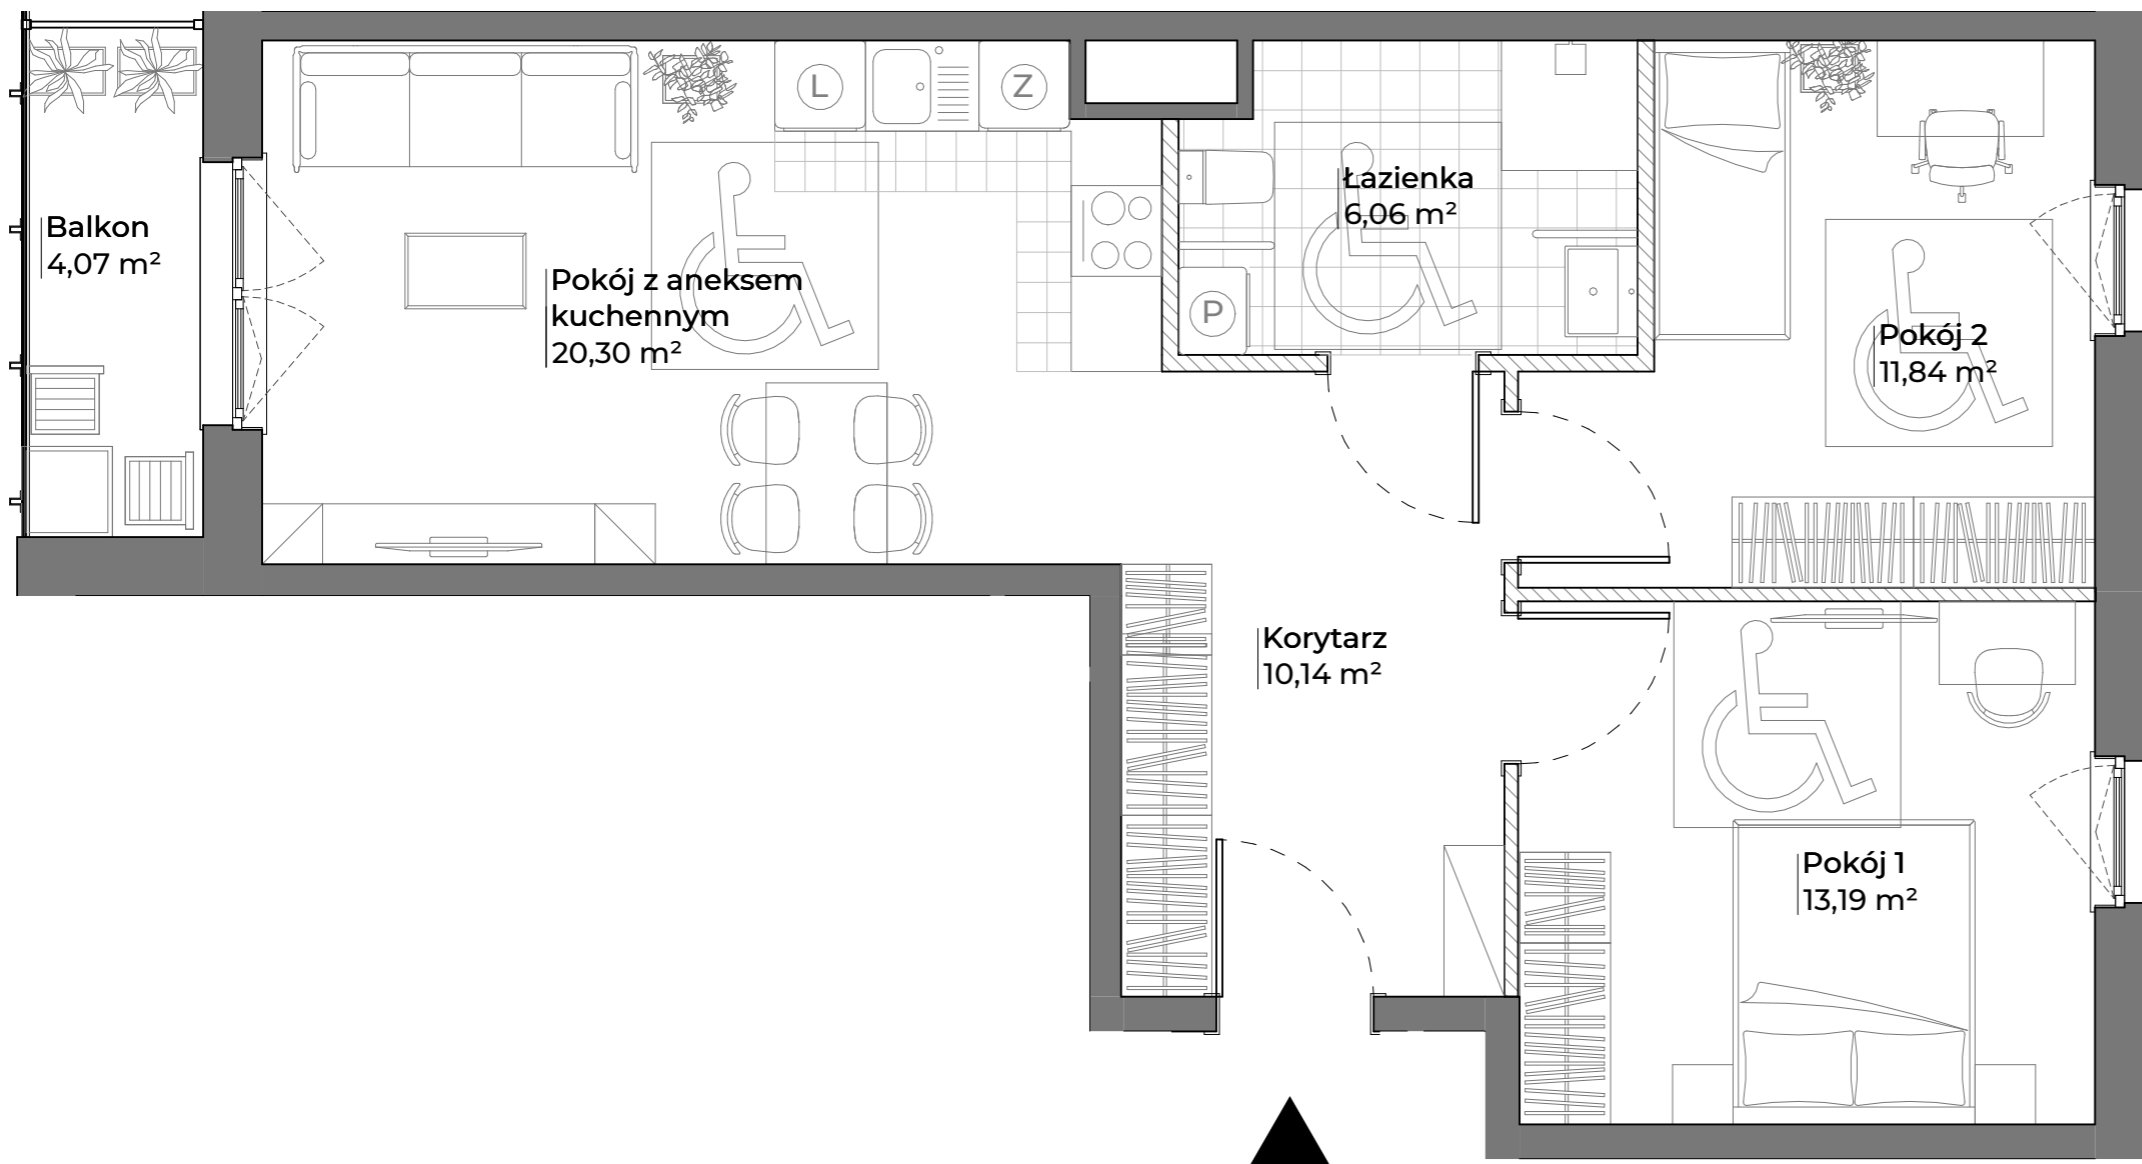 L
Z
Łazienka
6,06 m²
Balkon
4,07 m²
Pokój z aneksem
kuchennym
20,30 m²
P
Pokój 2
11,84 m²
Korytarz
10,14 m²
Pokój 1
13,19 m²